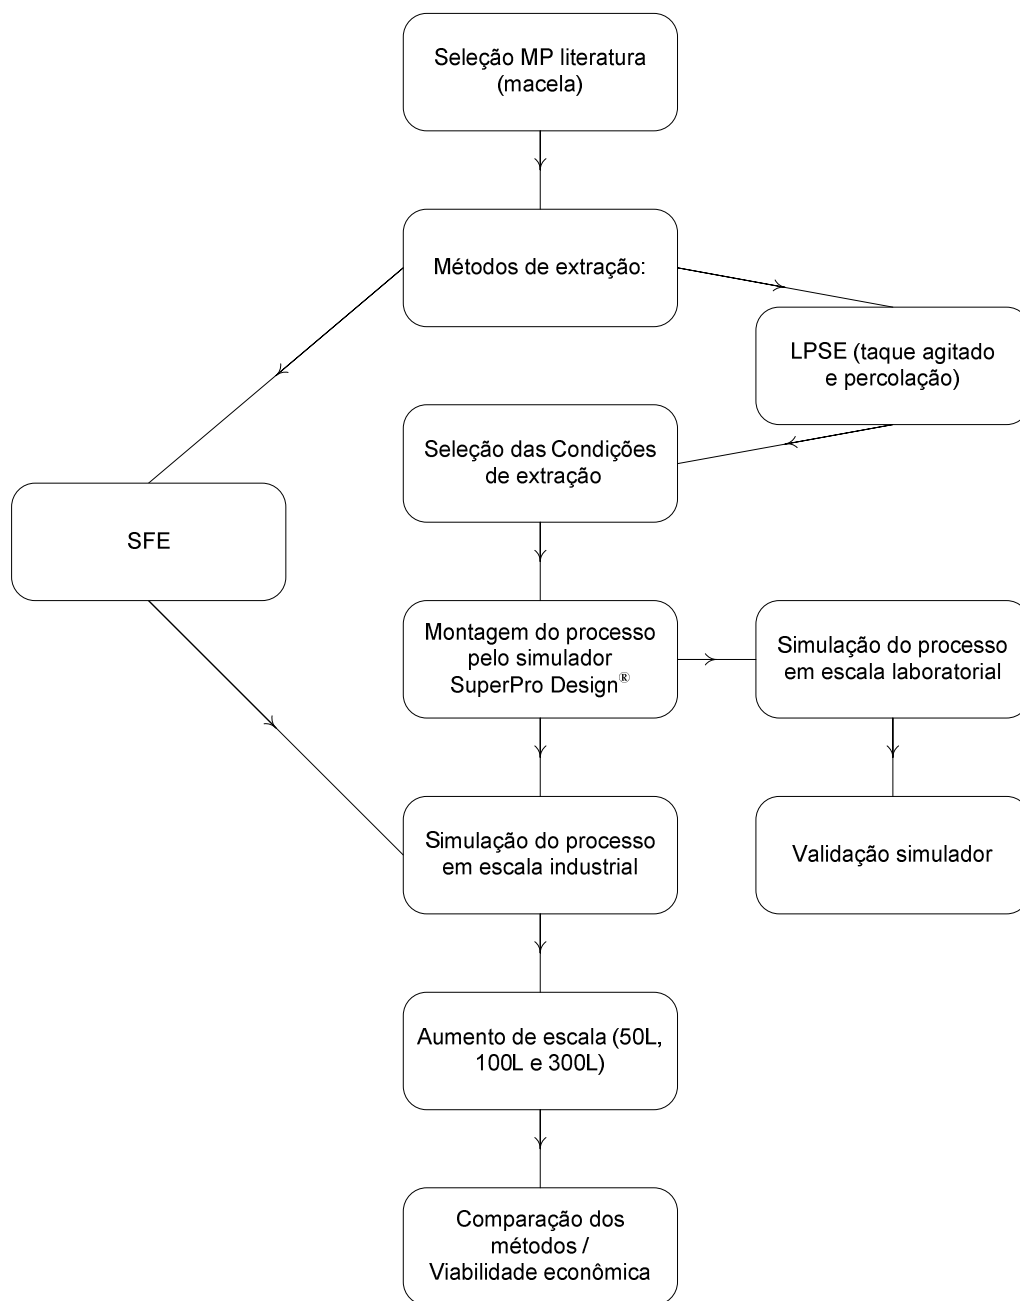 Seleção MP literatura
(macela)
Métodos de extração:
LPSE (taque agitado
e percolação)
Seleção das Condições
de extração
SFE
Montagem do processo
pelo simulador
SuperPro Design®
Simulação do processo
em escala laboratorial
Simulação do processo
em escala industrial
Validação simulador
Aumento de escala (50L,
100L e 300L)
Comparação dos
métodos /
Viabilidade econômica